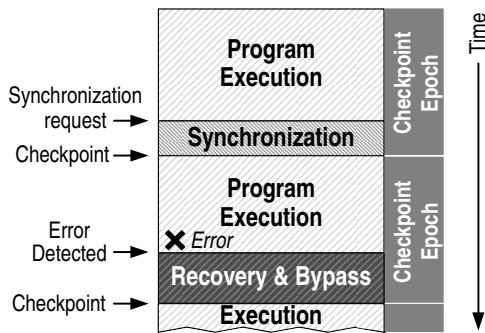 Program
Execution
Synchronization
request
Synchronization
Checkpoint
Program
Execution
Error
Error
Detected
Recovery & Bypass
Checkpoint
Execution
Checkpoint
Epoch
Checkpoint
Epoch
Time